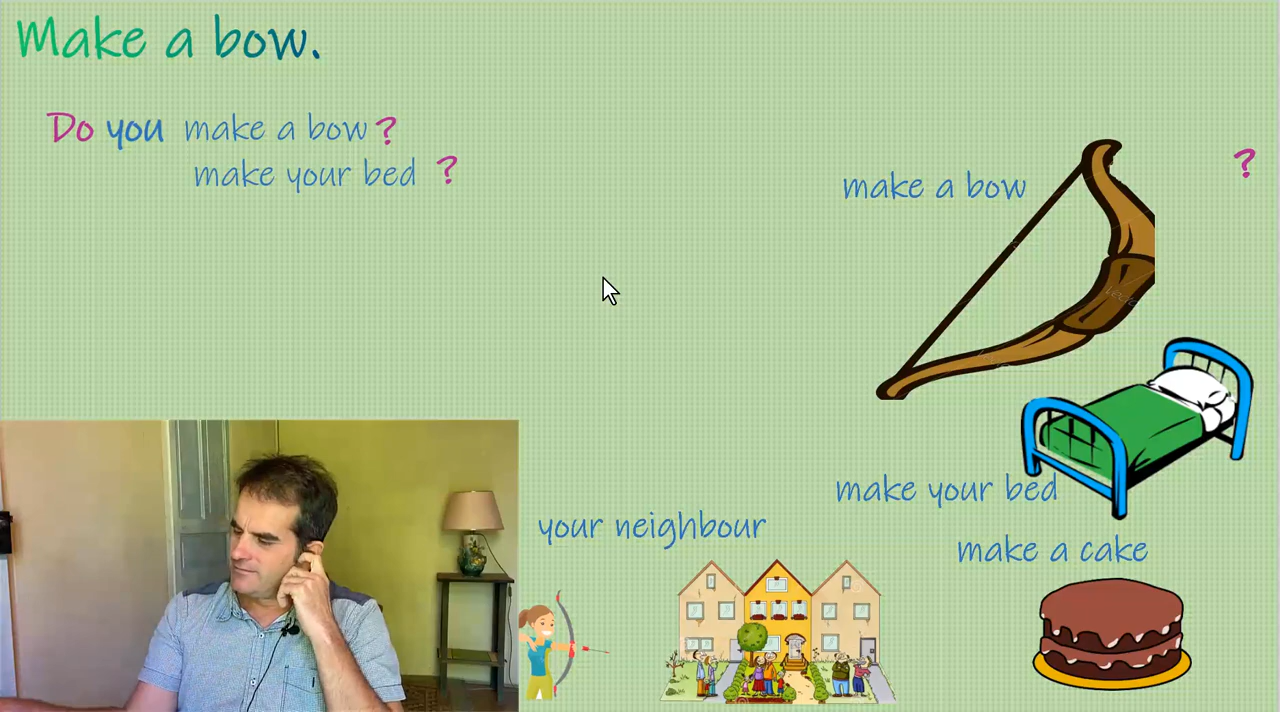 Make a bow.
Do you make a bow ?
make your bed ?
make a bow
?
make your bed
your neighbour
make a cake